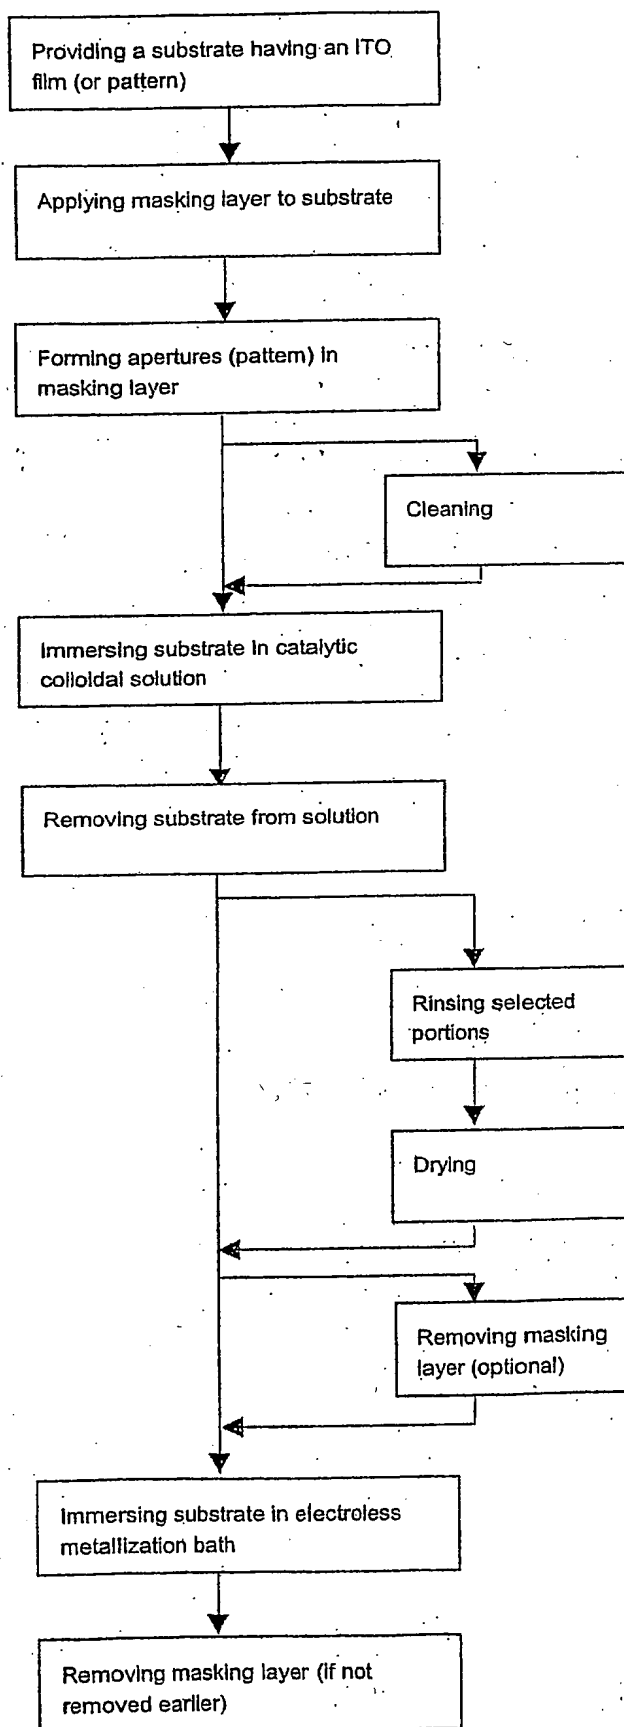 Providing a substrate having an ITO
film (or pattern)
Applying masking layer to substrate
Forming apertures (pattern) in
masking layer
Cleaning
Immersing substrate in catalytic
colloidal solution
Removing substrate from solution
Rinsing selected
portions
Drying
Removing masking
layer (optional)
Immersing substrate in electroless
metallization bath
Removing masking layer (if not
removed earlier)